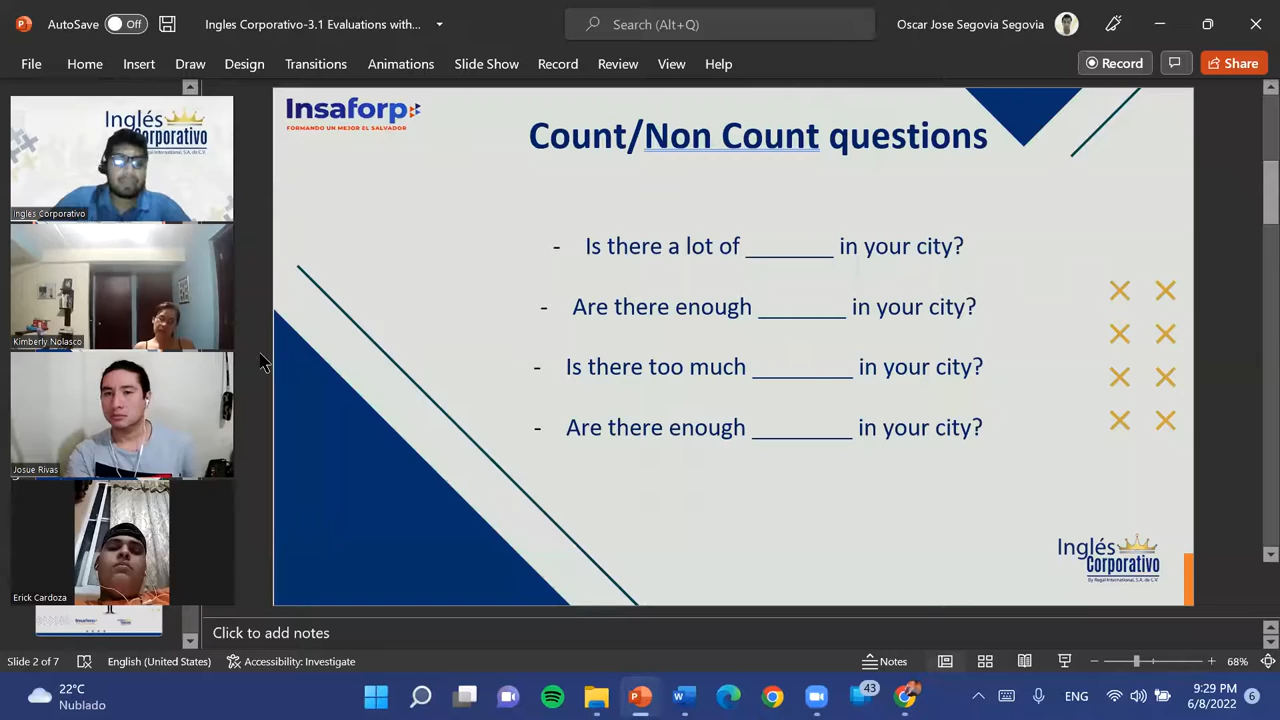 AutoSave Off
Ingles Corporativo-3.1 Evaluations with...
Search (Alt+Q)
Oscar Jose Segovia Segovia
File Home Insert Draw Design Transitions Animations Slide Show Record Review View Help
Record
Share
Inglés
Corporativo
Ingles Corporativo
Kimberly Nolasco
Josue Rivas
Erick Cardoza
Insaforp
FORMANDO UN MEJOR EL SALVADOR
Count/Non Count questions
- Is there a lot of _______ in your city?
- Are there enough _______ in your city?
- Is there too much ________ in your city?
- Are there enough ________ in your city?
Inglés
Corporativo
By Regal International, S.A. de C.V.
Click to add notes
Slide 2 of 7
English (United States)
Accessibility: Investigate
Notes
68%
22°C
Nublado
43
ENG
9:29 PM
6/8/2022
6